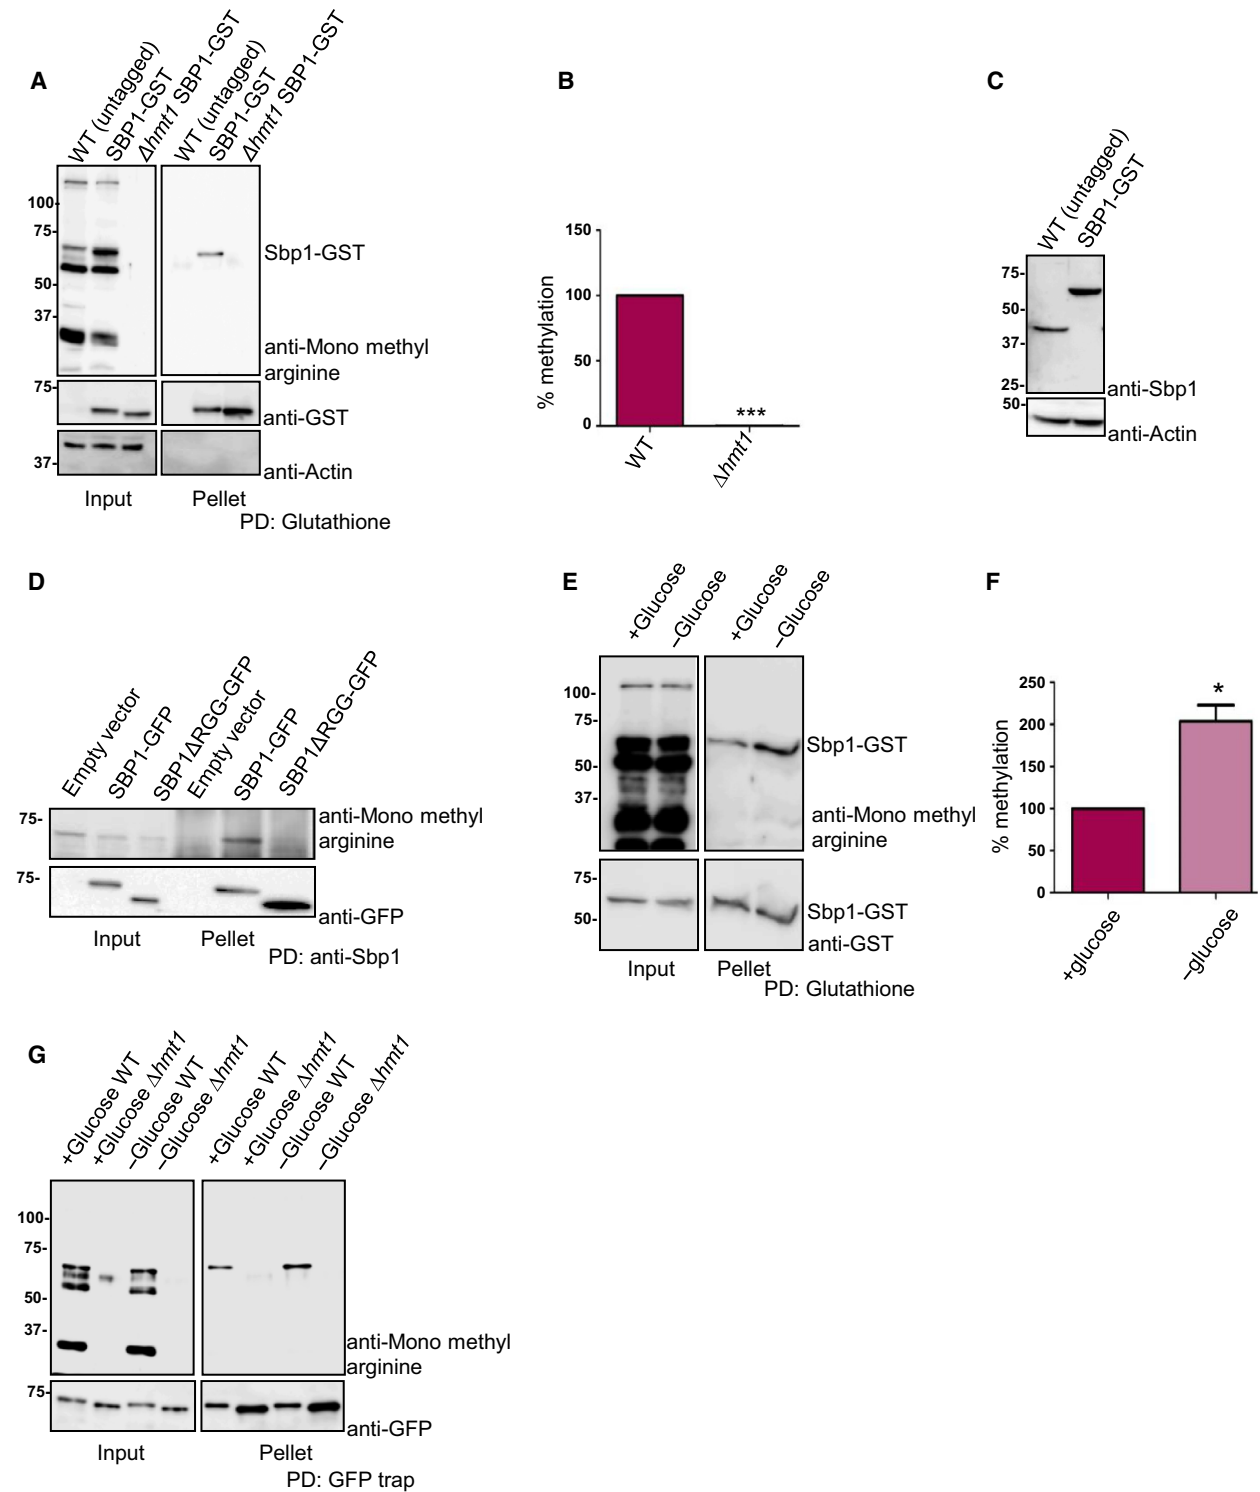 A
WT (untagged)
SBP1-GST
Δhmt1 SBP1-GST
WT (untagged)
SBP1-GST
Δhmt1 SBP1-GST
100-
75-
50-
37-
Sbp1-GST
anti-Mono methyl
arginine
75-
anti-GST
37-
anti-Actin
Input
Pellet
PD: Glutathione
B
% methylation
150
100
50
0
***
WT
Δhmt1
C
WT (untagged)
SBP1-GST
75-
50-
37-
25-
anti-Sbp1
50-
anti-Actin
D
Empty vector
SBP1-GFP
SBP1ΔRGG-GFP
Empty vector
SBP1-GFP
SBP1ΔRGG-GFP
75-
anti-Mono methyl
arginine
75-
anti-GFP
Input
Pellet
PD: anti-Sbp1
E
+Glucose
–Glucose
+Glucose
–Glucose
100-
75-
50-
37-
Sbp1-GST
anti-Mono methyl
arginine
75-
50-
Sbp1-GST
anti-GST
Input
Pellet
PD: Glutathione
F
% methylation
250
200
150
100
50
0
*
+glucose
–glucose
G
+Glucose WT
+Glucose Δhmt1
–Glucose WT
–Glucose Δhmt1
+Glucose WT
+Glucose Δhmt1
–Glucose WT
–Glucose Δhmt1
100-
75-
50-
37-
anti-Mono methyl
arginine
75-
anti-GFP
Input
Pellet
PD: GFP trap